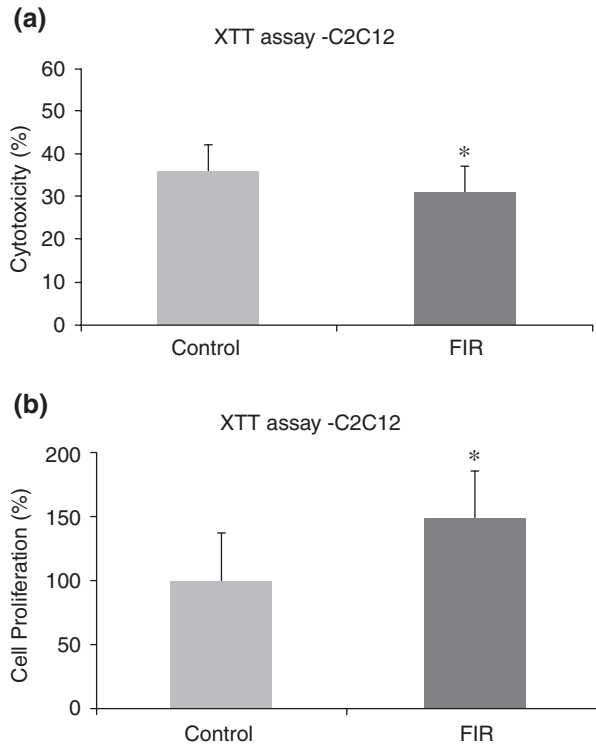 (a)
XTT assay -C2C12
Cytotoxicity (%)
60
50
40
30
20
10
0
*
Control
FIR
(b)
XTT assay -C2C12
Cell Proliferation (%)
200
150
100
50
0
*
Control
FIR